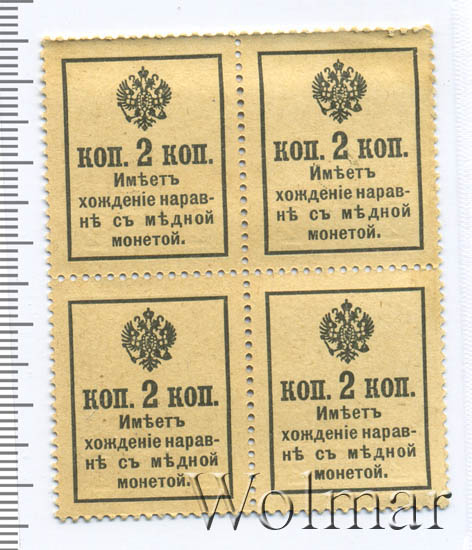 КОП. 2 КОП.
Имѣетъ
хожденіе нарав-
нѣ съ мѣдной
монетой.
КОП. 2 КОП.
Имѣетъ
хожденіе нарав-
нѣ съ мѣдной
монетой.
КОП. 2 КОП.
Имѣетъ
хожденіе нарав-
нѣ съ мѣдной
монетой.
КОП. 2 КОП.
Имѣетъ
хожденіе нарав-
нѣ съ мѣдной
монетой.
Wolmar